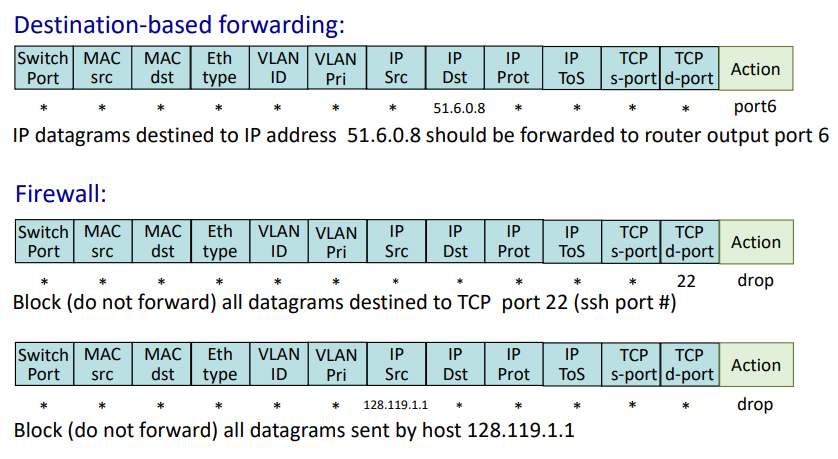 Destination-based forwarding:
Switch Port MAC src MAC dst Eth type VLAN ID VLAN Pri IP Src IP Dst IP Prot IP ToS TCP s-port TCP d-port Action
* * * * * * * 51.6.0.8 * * * * port6
IP datagrams destined to IP address 51.6.0.8 should be forwarded to router output port 6
Firewall:
Switch Port MAC src MAC dst Eth type VLAN ID VLAN Pri IP Src IP Dst IP Prot IP ToS TCP s-port TCP d-port Action
* * * * * * * * * * * 22 drop
Block (do not forward) all datagrams destined to TCP port 22 (ssh port #)
Switch Port MAC src MAC dst Eth type VLAN ID VLAN Pri IP Src IP Dst IP Prot IP ToS TCP s-port TCP d-port Action
* * * * * * 128.119.1.1 * * * * * drop
Block (do not forward) all datagrams sent by host 128.119.1.1